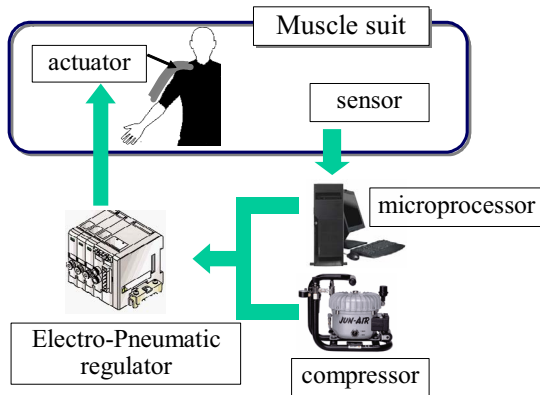 Muscle suit
actuator
sensor
microprocessor
JUN-AIR
Electro-Pneumatic
regulator
compressor